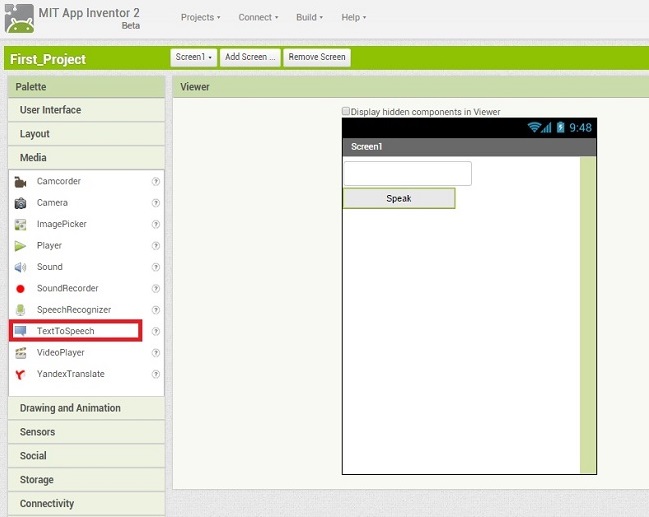 MIT App Inventor 2
Beta
Projects Connect Build Help
First_Project
Screen1 Add Screen ... Remove Screen
Palette
Viewer
User Interface
Layout
Media
Camcorder
Camera
ImagePicker
Player
Sound
SoundRecorder
SpeechRecognizer
TextToSpeech
VideoPlayer
YandexTranslate
Drawing and Animation
Sensors
Social
Storage
Connectivity
Display hidden components in Viewer
9:48
Screen1
Speak